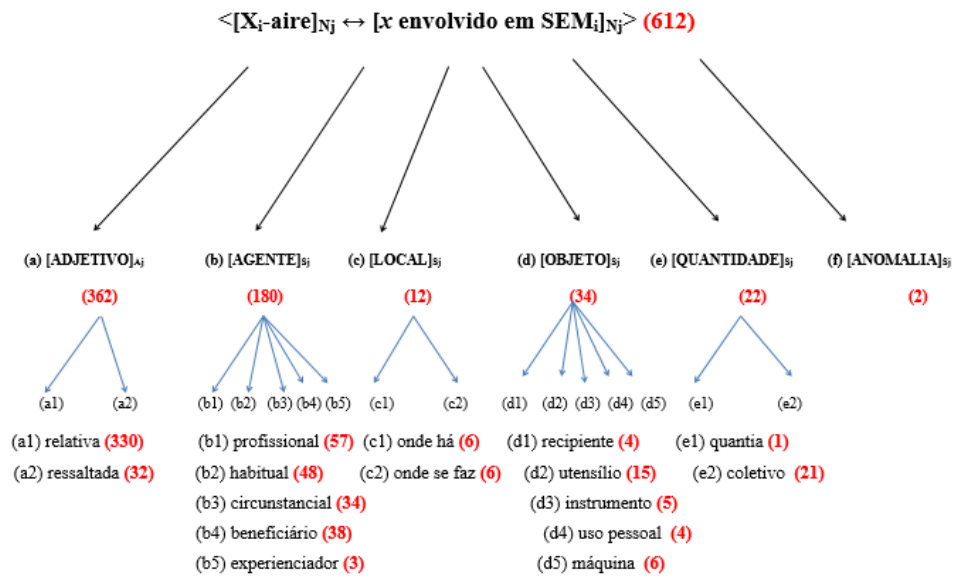 <[Xi-aire]Nj ↔ [x envolvido em SEMi]Nj> (612)
(a) [ADJETIVO]Aj (b) [AGENTE]Sj (c) [LOCAL]Sj (d) [OBJETO]Sj (e) [QUANTIDADE]Sj (f) [ANOMALIA]Sj
(362) (180) (12) (34) (22) (2)
(a1) (a2) (b1) (b2) (b3) (b4) (b5) (c1) (c2) (d1) (d2) (d3) (d4) (d5) (e1) (e2)
(a1) relativa (330) (b1) profissional (57) (c1) onde há (6) (d1) recipiente (4) (e1) quantia (1)
(a2) ressaltada (32) (b2) habitual (48) (c2) onde se faz (6) (d2) utensílio (15) (e2) coletivo (21)
(b3) circunstancial (34) (d3) instrumento (5)
(b4) beneficiário (38) (d4) uso pessoal (4)
(b5) experienciador (3) (d5) máquina (6)